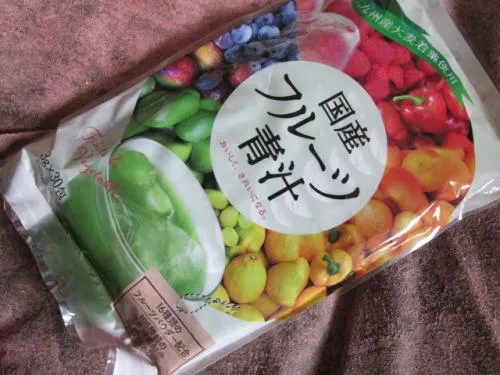 九州産大麦若葉使用
国産
フルーツ
青汁
おいしく、きれいになる。
Fruit &
Vegetables
3g×30包
16種類の
フルーツパウダー配合